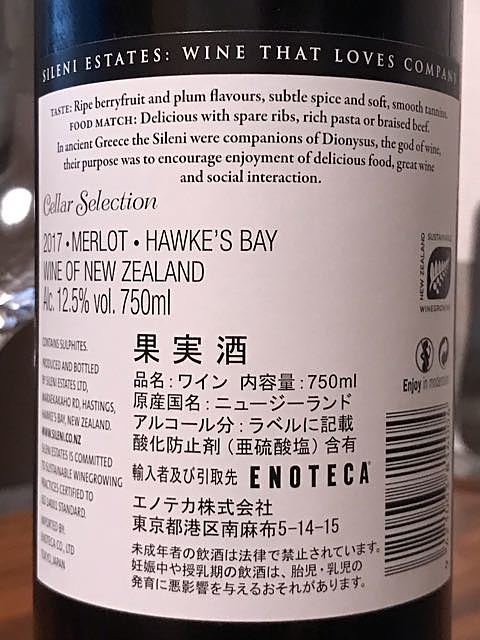 SILENI ESTATES: WINE THAT LOVES COMPANY
TASTE: Ripe berryfruit and plum flavours, subtle spice and soft, smooth tannins.
FOOD MATCH: Delicious with spare ribs, rich pasta or braised beef.
In ancient Greece the Sileni were companions of Dionysus, the god of wine,
their purpose was to encourage enjoyment of delicious food, great wine
and social interaction.
Cellar Selection
2017 • MERLOT • HAWKE'S BAY
WINE OF NEW ZEALAND
Alc. 12.5% vol. 750ml
SUSTAINABLE
NEW ZEALAND
WINEGROWING
Enjoy in moderation
CONTAINS SULPHITES.
PRODUCED AND BOTTLED
BY SILENI ESTATES LTD,
MARAEKAKAHO RD, HASTINGS,
HAWKE'S BAY, NEW ZEALAND.
WWW.SILENI.CO.NZ
SILENI ESTATES IS COMMITTED
TO SUSTAINABLE WINEGROWING
PRACTICES CERTIFIED TO
STANDARD.
IMPORTED BY:
ENOTECA CO., LTD
TOKYO, JAPAN
果実酒
品名:ワイン 内容量:750ml
原産国名:ニュージーランド
アルコール分:ラベルに記載
酸化防止剤(亜硫酸塩)含有
輸入者及び引取先 ENOTECA
エノテカ株式会社
東京都港区南麻布5-14-15
未成年者の飲酒は法律で禁止されています。
妊娠中や授乳期の飲酒は、胎児・乳児の
発育に悪影響を与えるおそれがあります。